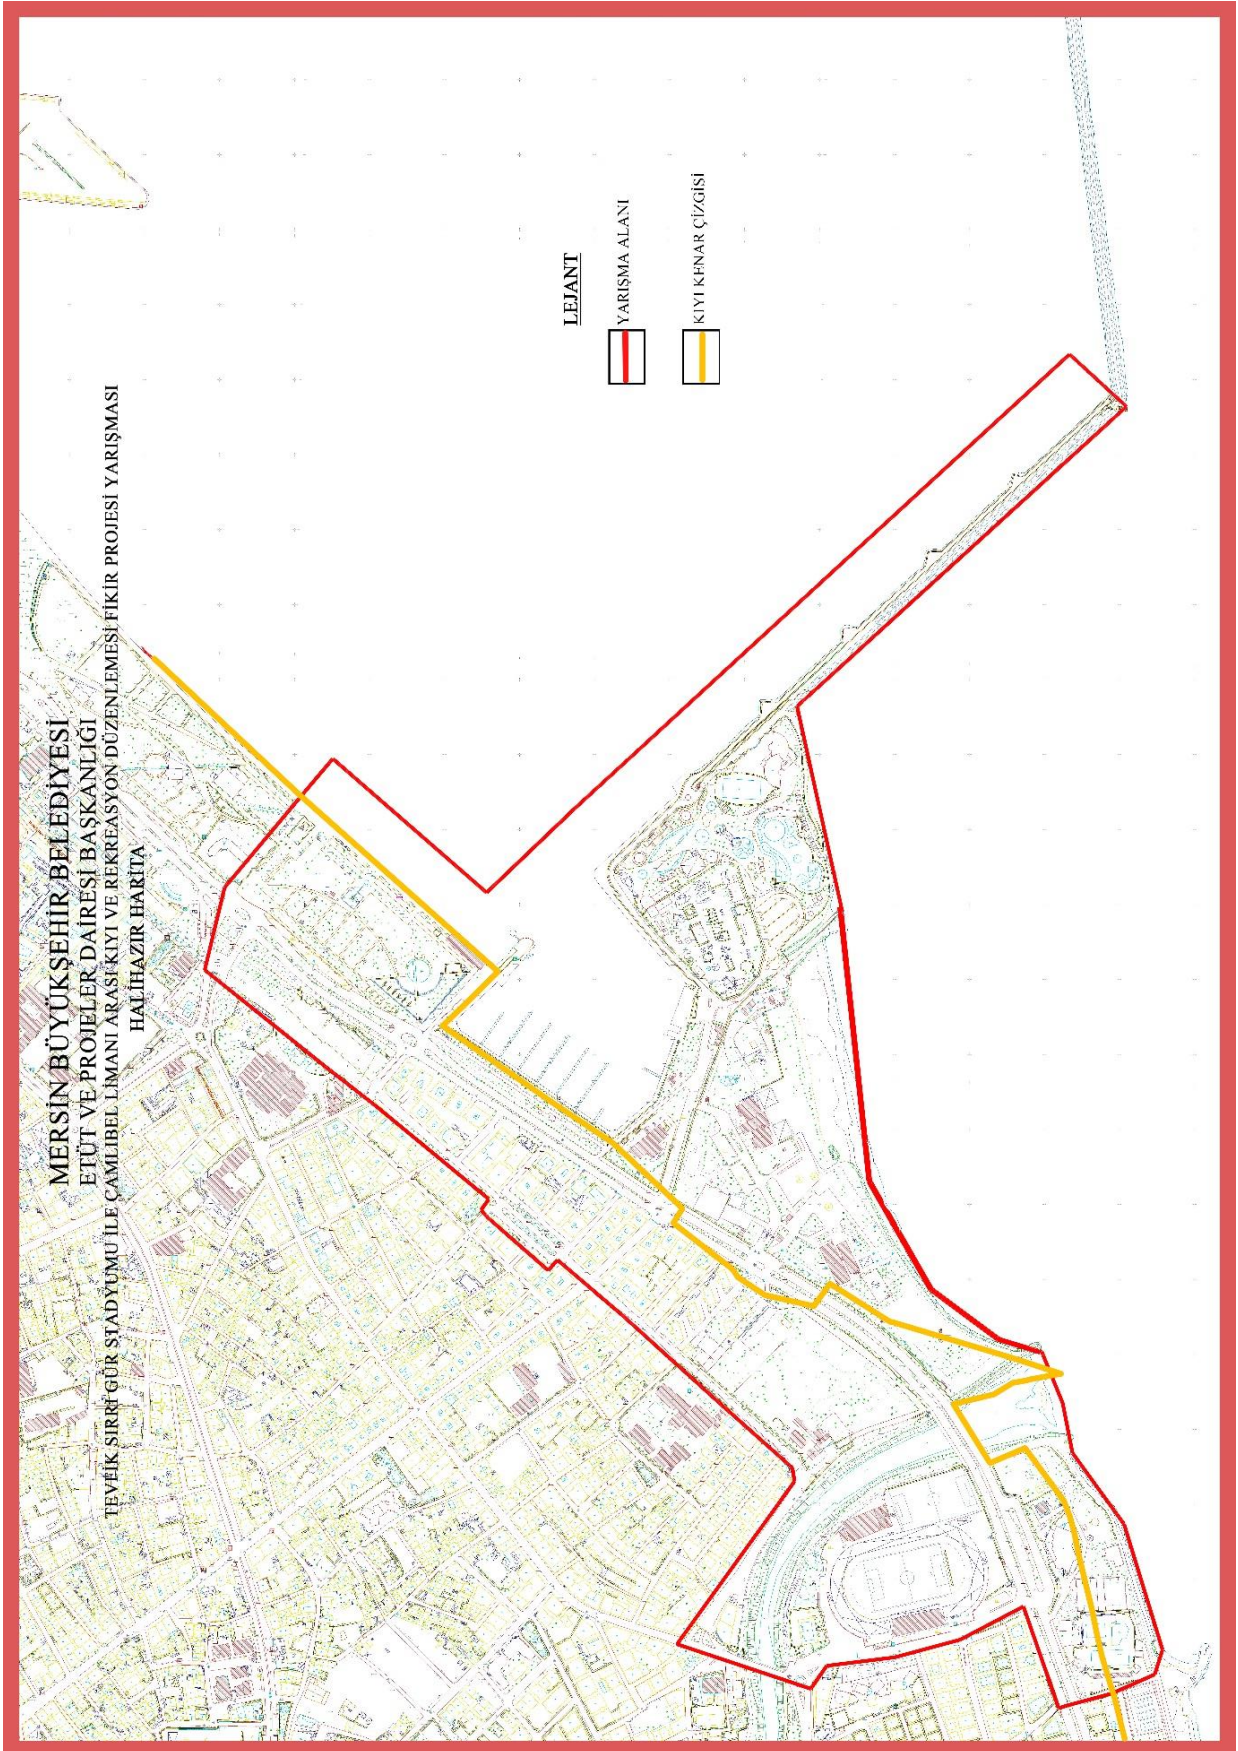 MERSİN BÜYÜKŞEHİR BELEDİYESİ
ETÜT VE PROJELER DAİRESİ BAŞKANLIĞI
TEVFİK SIRRI GÜR STADYUMU İLE ÇAMLIBEL LİMANI ARASI KIYI VE REKREASYON DÜZENLEMESİ FİKİR PROJESİ YARIŞMASI
HALİHAZIR HARİTA
LEJANT
YARIŞMA ALANI
KIYI KENAR ÇİZGİSİ